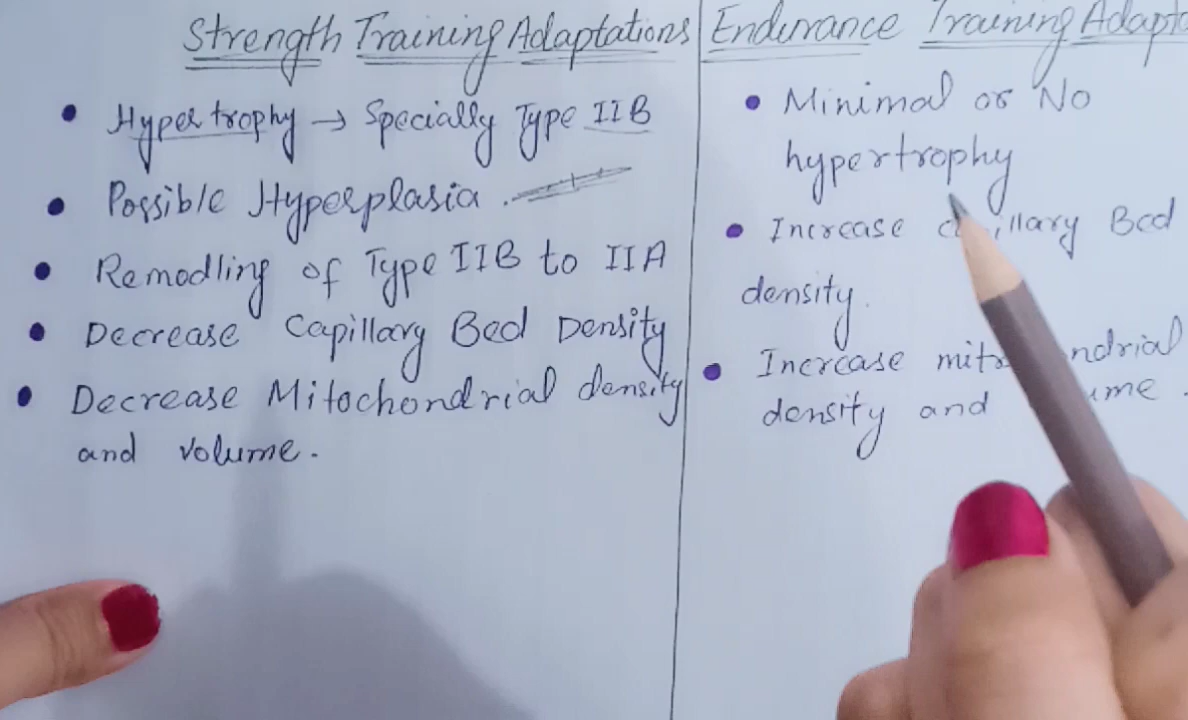 Strength Training Adaptations
• Hypertrophy → Specially Type IIB
• Possible Hyperplasia.
• Remodling of Type IIB to IIA
• Decrease Capillary Bed Density
• Decrease Mitochondrial density
and volume.
Endurance Training
• Minimal or No
hypertrophy
• Increase Bed
density.
• Increase
density and